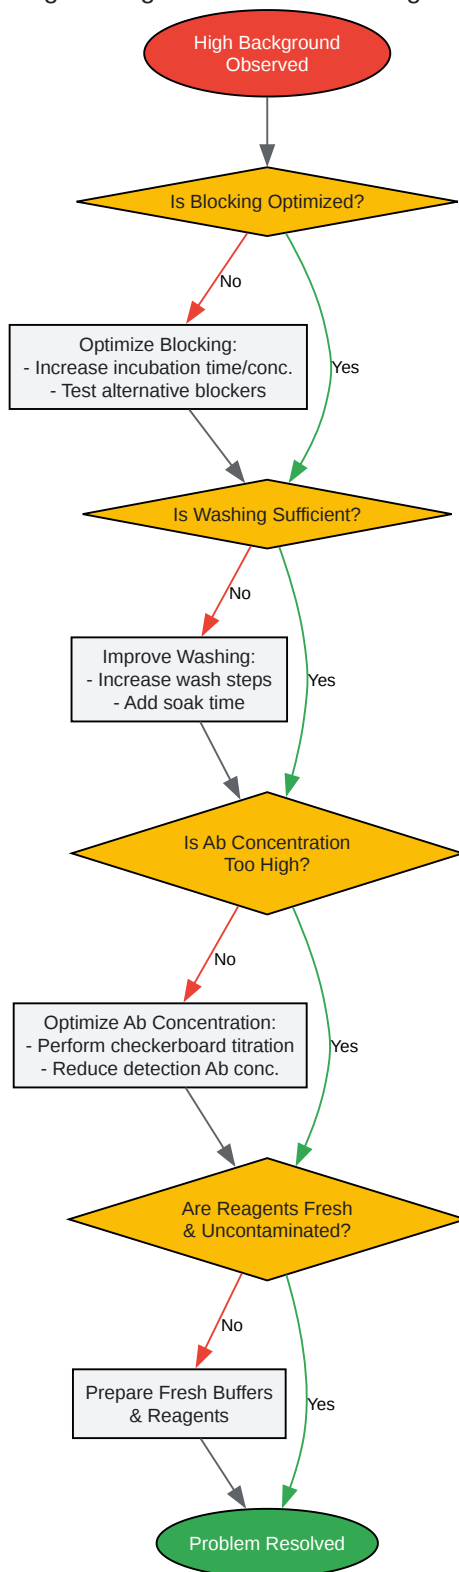 High Background
Observed
Is Blocking Optimized?
No
Optimize Blocking:
- Increase incubation time/conc.
- Test alternative blockers
Yes
Is Washing Sufficient?
No
Improve Washing:
- Increase wash steps
- Add soak time
Yes
Is Ab Concentration
Too High?
No
Optimize Ab Concentration:
- Perform checkerboard titration
- Reduce detection Ab conc.
Yes
Are Reagents Fresh
& Uncontaminated?
No
Prepare Fresh Buffers
& Reagents
Yes
Problem Resolved